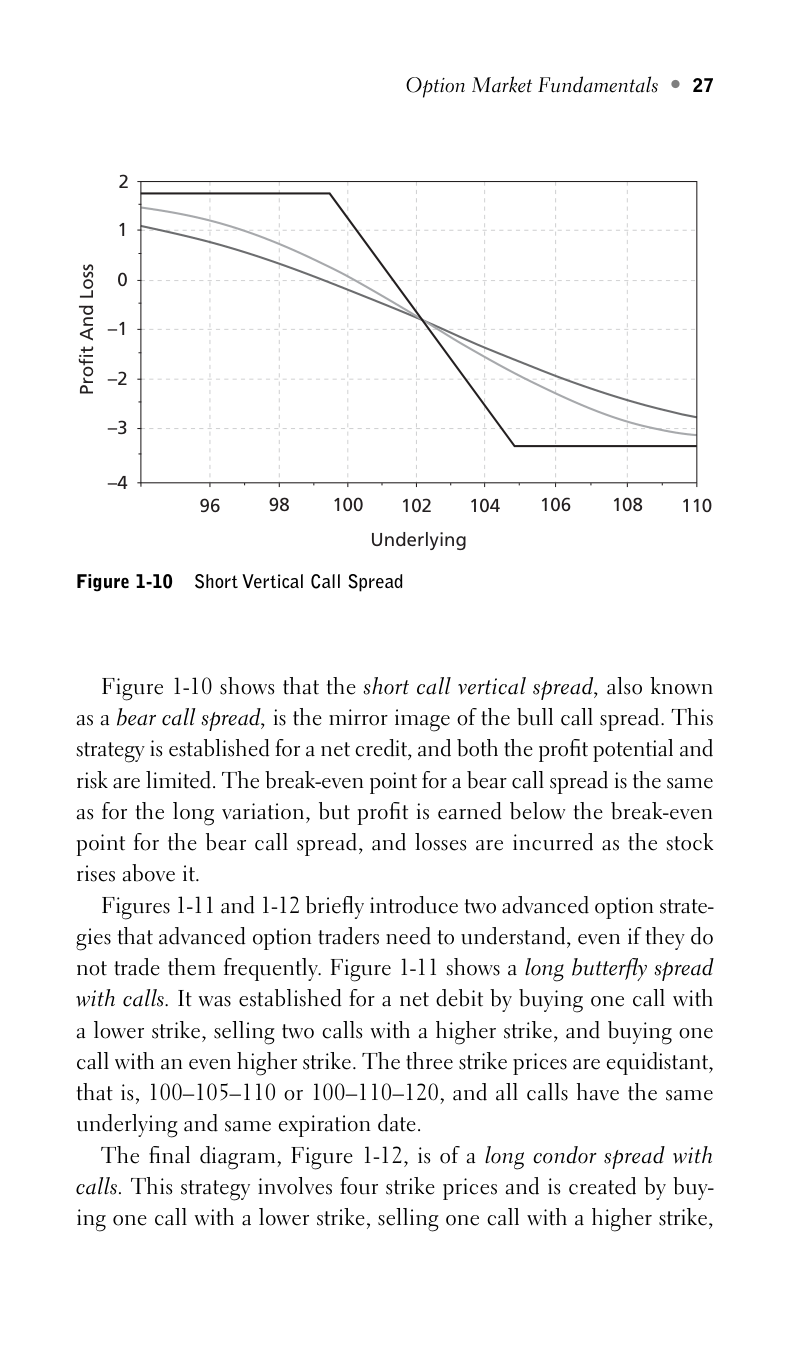 Option Market Fundamentals • 27
2
1
0
–1
–2
–3
–4
Profit And Loss
96 98 100 102 104 106 108 110
Underlying
Figure 1-10 Short Vertical Call Spread
Figure 1-10 shows that the short call vertical spread, also known
as a bear call spread, is the mirror image of the bull call spread. This
strategy is established for a net credit, and both the profit potential and
risk are limited. The break-even point for a bear call spread is the same
as for the long variation, but profit is earned below the break-even
point for the bear call spread, and losses are incurred as the stock
rises above it.
Figures 1-11 and 1-12 briefly introduce two advanced option strate-
gies that advanced option traders need to understand, even if they do
not trade them frequently. Figure 1-11 shows a long butterfly spread
with calls. It was established for a net debit by buying one call with
a lower strike, selling two calls with a higher strike, and buying one
call with an even higher strike. The three strike prices are equidistant,
that is, 100–105–110 or 100–110–120, and all calls have the same
underlying and same expiration date.
The final diagram, Figure 1-12, is of a long condor spread with
calls. This strategy involves four strike prices and is created by buy-
ing one call with a lower strike, selling one call with a higher strike,